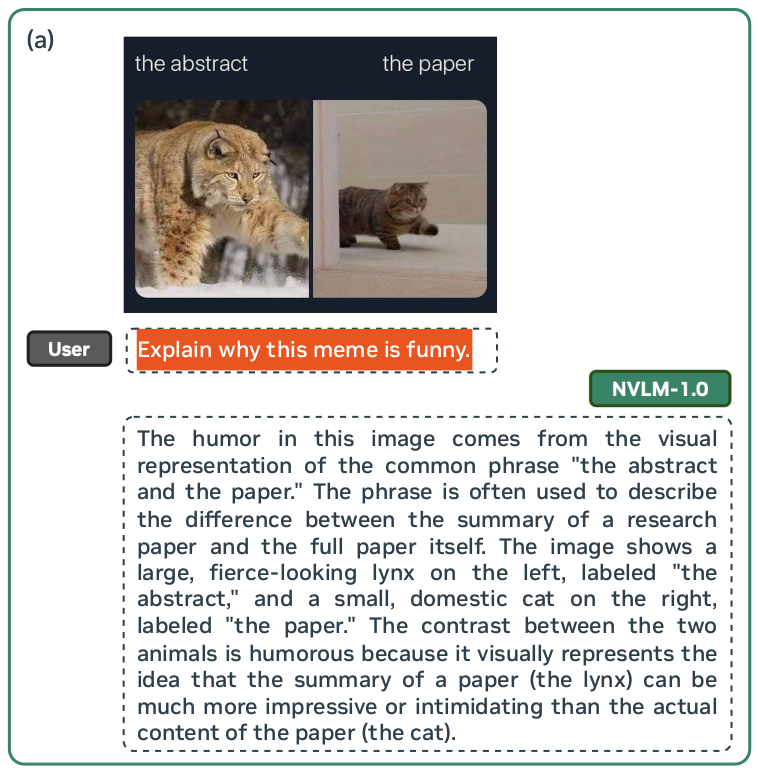 (a)
the abstract
the paper
User
Explain why this meme is funny.
NVLM-1.0
The humor in this image comes from the visual
representation of the common phrase "the abstract
and the paper." The phrase is often used to describe
the difference between the summary of a research
paper and the full paper itself. The image shows a
large, fierce-looking lynx on the left, labeled "the
abstract," and a small, domestic cat on the right,
labeled "the paper." The contrast between the two
animals is humorous because it visually represents the
idea that the summary of a paper (the lynx) can be
much more impressive or intimidating than the actual
content of the paper (the cat).